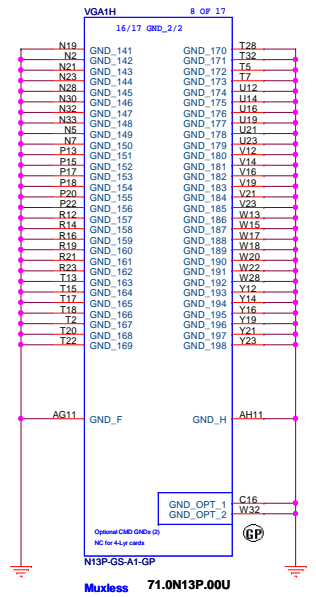 VGA1H 8 OF 17
16/17 GND_2/2
N19 GND_141 GND_170 T28
N2 GND_142 GND_171 T32
N21 GND_143 GND_172 T5
N23 GND_144 GND_173 T7
N28 GND_145 GND_174 U12
N30 GND_146 GND_175 U14
N32 GND_147 GND_176 U16
N33 GND_148 GND_177 U19
N5 GND_149 GND_178 U21
N7 GND_150 GND_179 U23
P13 GND_151 GND_180 V12
P15 GND_152 GND_181 V14
P17 GND_153 GND_182 V16
P18 GND_154 GND_183 V19
P20 GND_155 GND_184 V21
P22 GND_156 GND_185 V23
R12 GND_157 GND_186 W13
R14 GND_158 GND_187 W15
R16 GND_159 GND_188 W17
R19 GND_160 GND_189 W18
R21 GND_161 GND_190 W20
R23 GND_162 GND_191 W22
T13 GND_163 GND_192 W28
T15 GND_164 GND_193 Y12
T17 GND_165 GND_194 Y14
T18 GND_166 GND_195 Y16
T2 GND_167 GND_196 Y19
T20 GND_168 GND_197 Y21
T22 GND_169 GND_198 Y23
AG11 GND_F GND_H AH11
GND_OPT_1 C16
GND_OPT_2 W32
Optional CMD GNDs (2)
NC for 4-Lyr cards
GP
N13P-GS-A1-GP
Muxless 71.0N13P.00U